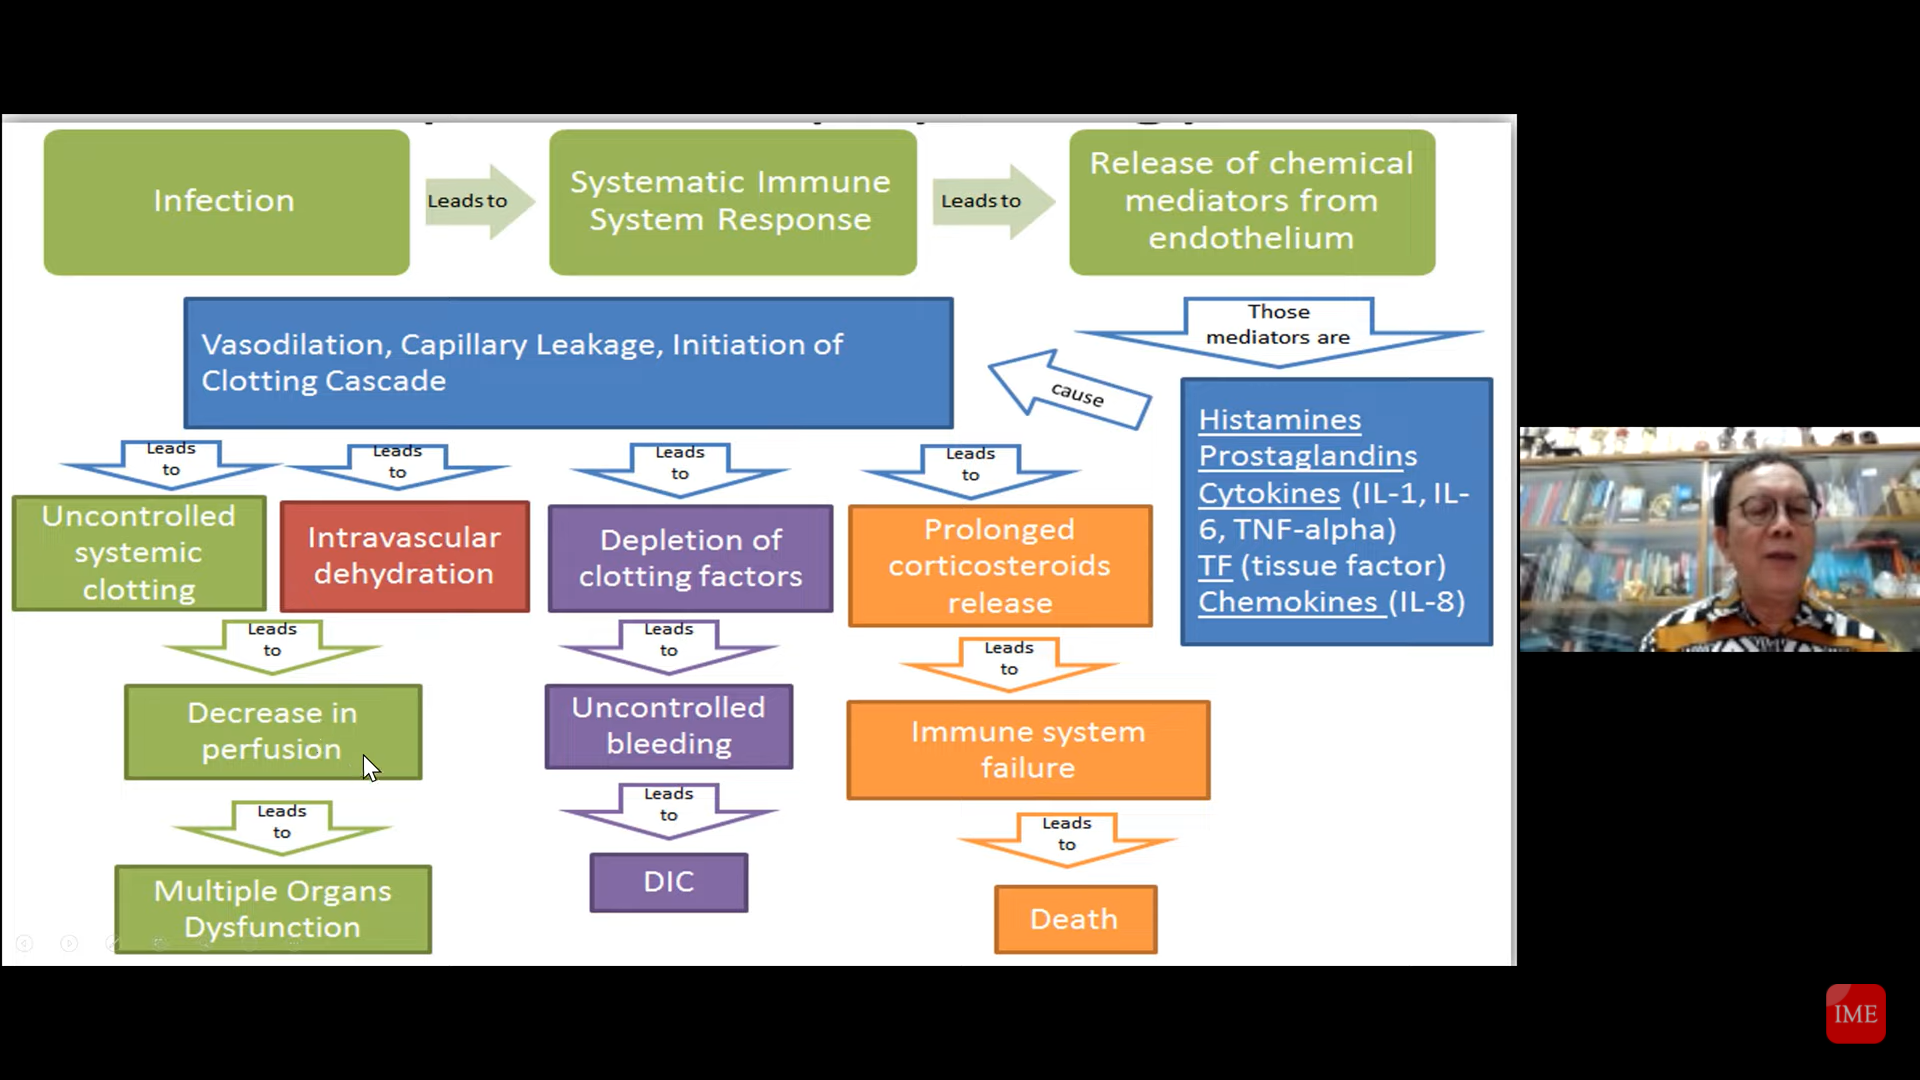 Infection
Leads to
Systematic Immune
System Response
Leads to
Release of chemical
mediators from
endothelium
Vasodilation, Capillary Leakage, Initiation of
Clotting Cascade
cause
Those
mediators are
Histamines
Prostaglandins
Cytokines (IL-1, IL-
6, TNF-alpha)
TF (tissue factor)
Chemokines (IL-8)
Leads
to
Leads
to
Leads
to
Leads
to
Uncontrolled
systemic
clotting
Intravascular
dehydration
Depletion of
clotting factors
Prolonged
corticosteroids
release
Leads
to
Leads
to
Leads
to
Decrease in
perfusion
Uncontrolled
bleeding
Immune system
failure
Leads
to
Leads
to
Leads
to
Multiple Organs
Dysfunction
DIC
Death
IME